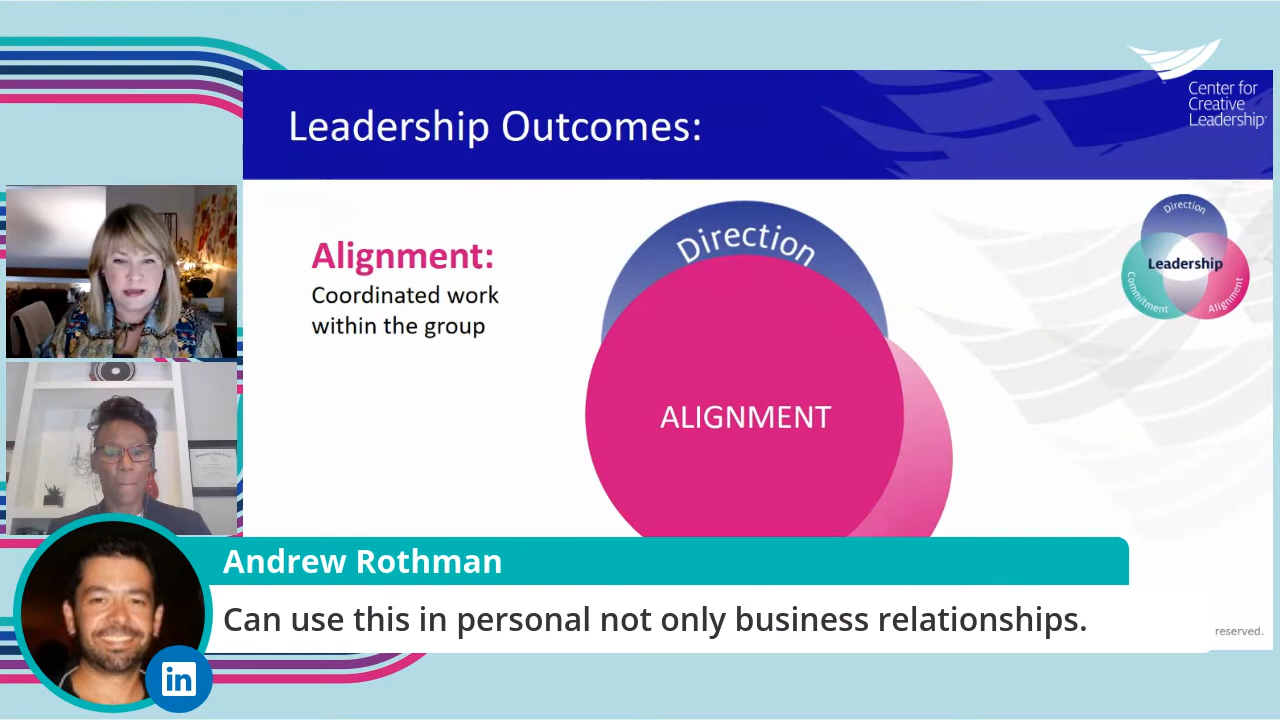 Center for
Creative
Leadership®
Leadership Outcomes:
Alignment:
Coordinated work
within the group
Direction
ALIGNMENT
Direction
Leadership
Commitment
Alignment
reserved.
Andrew Rothman
Can use this in personal not only business relationships.
in